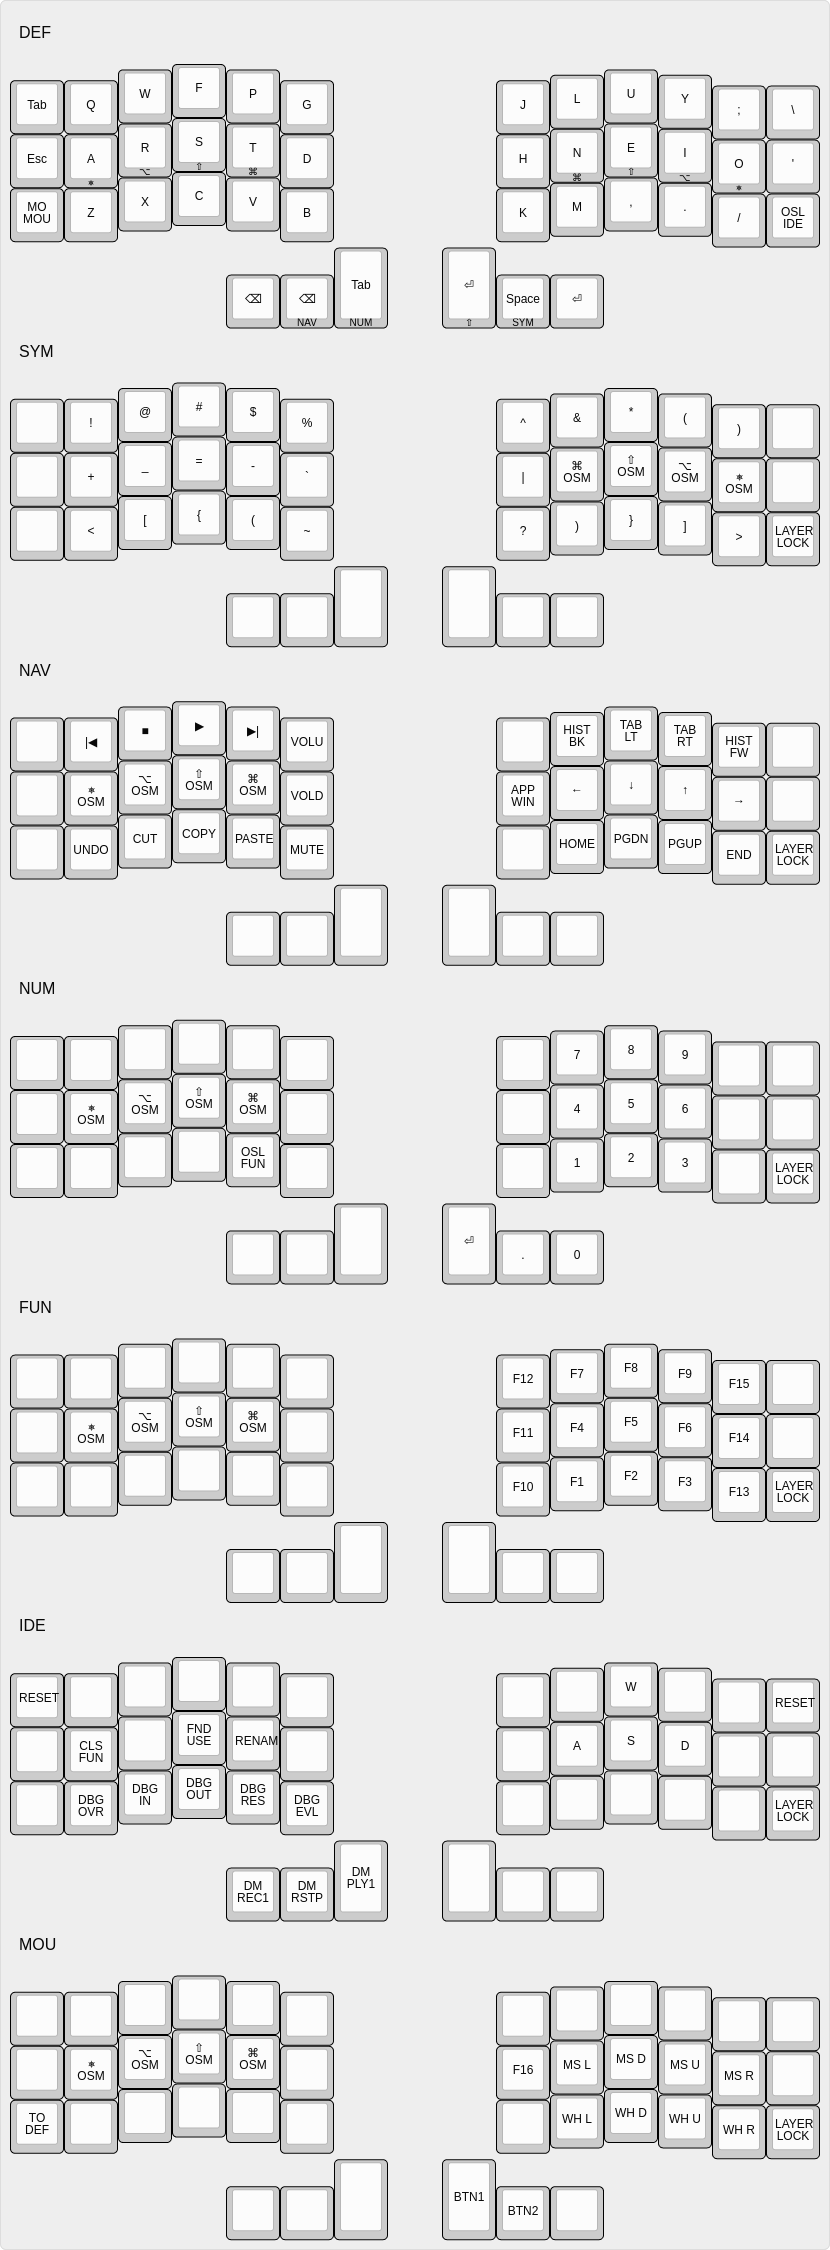 DEF
Tab Q W F P G J L U Y ; \
Esc A R S T D H N E I O '
⎈ ⌥ ⇧ ⌘ ⌘ ⇧ ⌥ ⎈
MO Z X C V B K M , . / OSL
MOU IDE
⌫ ⌫ Tab ⏎ Space ⏎
NAV NUM ⇧ SYM
SYM
! @ # $ % ^ & * ( )
+ _ = - ` | ⌘ ⇧ ⌥ ⎈
OSM OSM OSM OSM
< [ { ( ~ ? ) } ] > LAYER
LOCK
NAV
|◀ ■ ▶ ▶| VOLU HIST TAB TAB HIST
BK LT RT FW
⎈ ⌥ ⇧ ⌘ VOLD APP ← ↓ ↑ →
OSM OSM OSM OSM WIN
UNDO CUT COPY PASTE MUTE HOME PGDN PGUP END LAYER
LOCK
NUM
7 8 9
⎈ ⌥ ⇧ ⌘ 4 5 6
OSM OSM OSM OSM
OSL 1 2 3 LAYER
FUN LOCK
⏎ . 0
FUN
F12 F7 F8 F9 F15
⎈ ⌥ ⇧ ⌘ F11 F4 F5 F6 F14
OSM OSM OSM OSM
F10 F1 F2 F3 F13 LAYER
LOCK
IDE
RESET W RESET
CLS FND RENAM A S D
FUN USE
DBG DBG DBG DBG DBG LAYER
OVR IN OUT RES EVL LOCK
DM DM DM
REC1 RSTP PLY1
MOU
⎈ ⌥ ⇧ ⌘ F16 MS L MS D MS U MS R
OSM OSM OSM OSM
TO WH L WH D WH U WH R LAYER
DEF LOCK
BTN1 BTN2